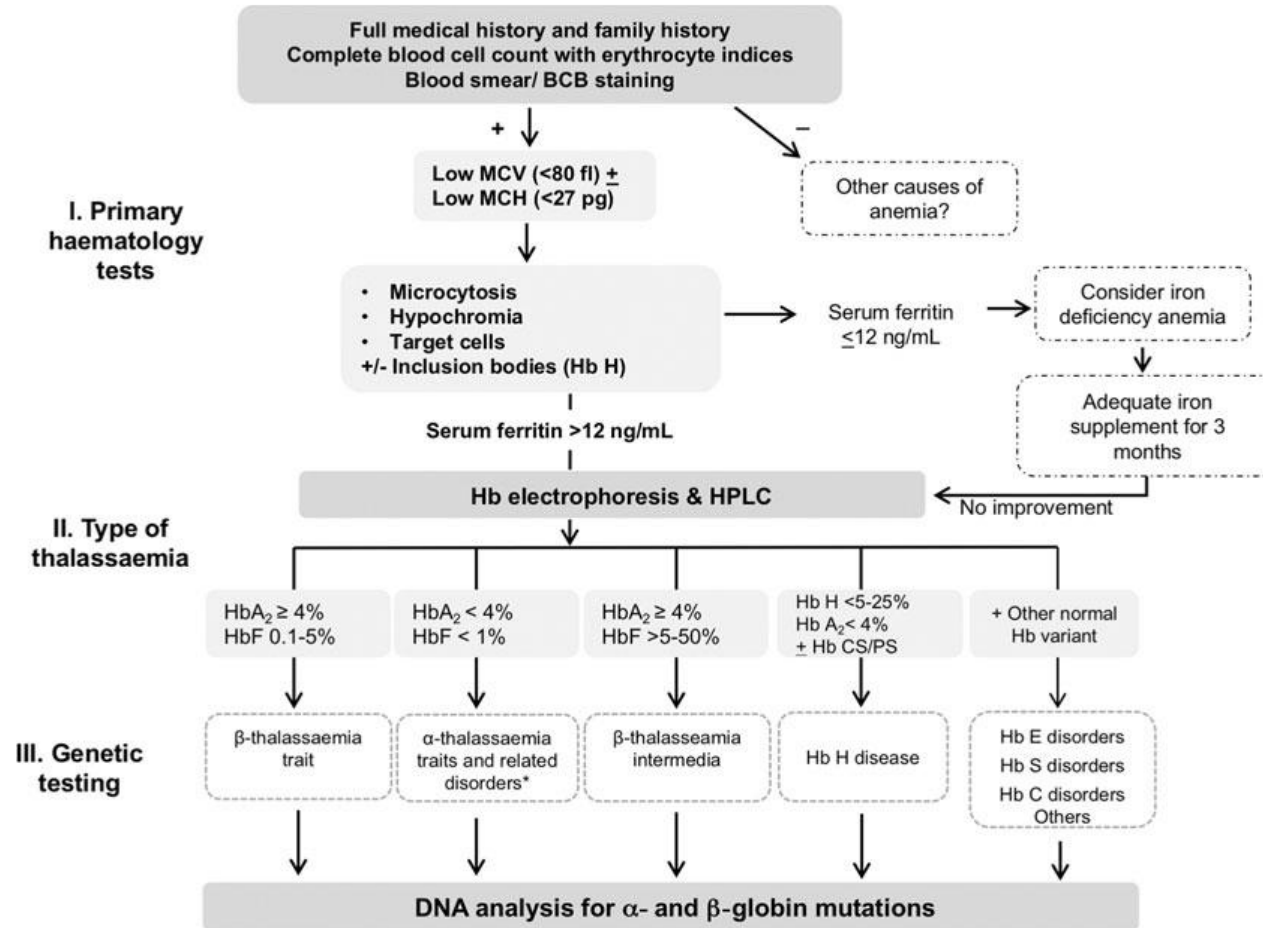 Full medical history and family history
Complete blood cell count with erythrocyte indices
Blood smear/ BCB staining
+
–
Low MCV (<80 fl) ±
Low MCH (<27 pg)
Other causes of
anemia?
I. Primary
haematology
tests
• Microcytosis
• Hypochromia
• Target cells
+/- Inclusion bodies (Hb H)
Serum ferritin
≤12 ng/mL
Consider iron
deficiency anemia
Adequate iron
supplement for 3
months
Serum ferritin >12 ng/mL
Hb electrophoresis & HPLC
No improvement
II. Type of
thalassaemia
HbA₂ ≥ 4%
HbF 0.1-5%
HbA₂ < 4%
HbF < 1%
HbA₂ ≥ 4%
HbF >5-50%
Hb H <5-25%
Hb A₂< 4%
± Hb CS/PS
+ Other normal
Hb variant
III. Genetic
testing
β-thalassaemia
trait
α-thalassaemia
traits and related
disorders*
β-thalasseamia
intermedia
Hb H disease
Hb E disorders
Hb S disorders
Hb C disorders
Others
DNA analysis for α- and β-globin mutations